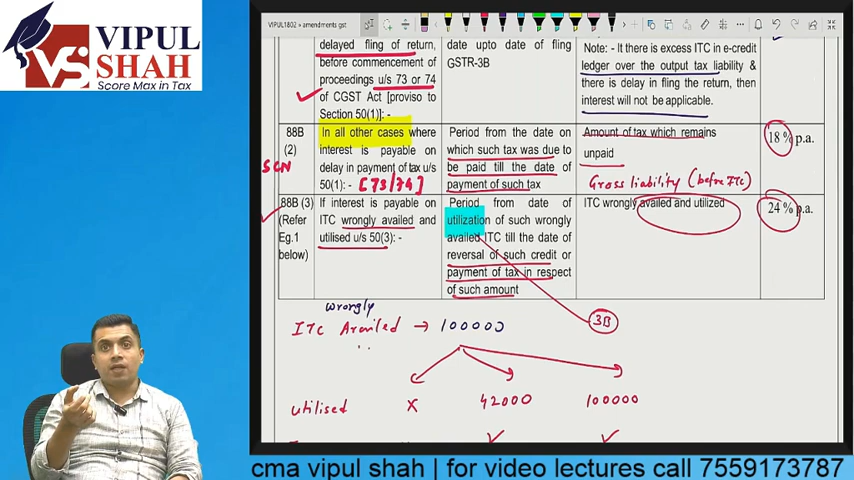 VIPUL
SHAH
Score Max in Tax
VS
VIPUL1802 + amendments gst
delayed fling of return,
before commencement of
proceedings u/s 73 or 74
of CGST Act [proviso to
Section 50(1)]: -
date upto date of fling
GSTR-3B
Note: - It there is excess ITC in e-credit
ledger over the output tax liability &
there is delay in fling the return, then
interest will not be applicable.
88B
(2)
SCN
In all other cases where
interest is payable on
delay in payment of tax u/s
50(1): - [73/74]
Period from the date on
which such tax was due to
be paid till the date of
payment of such tax
Amount of tax which remains
unpaid
Gross liability (before ITC)
18 % p.a.
88B (3)
(Refer
Eg.1
below)
If interest is payable on
ITC wrongly availed and
utilised u/s 50(3): -
Period from date of
utilization of such wrongly
availed ITC till the date of
reversal of such credit or
payment of tax in respect
of such amount
ITC wrongly availed and utilized
24 % p.a.
3B
wrongly
ITC Availed → 100000
utilised x 42000 100000
cma vipul shah | for video lectures call 7559173787